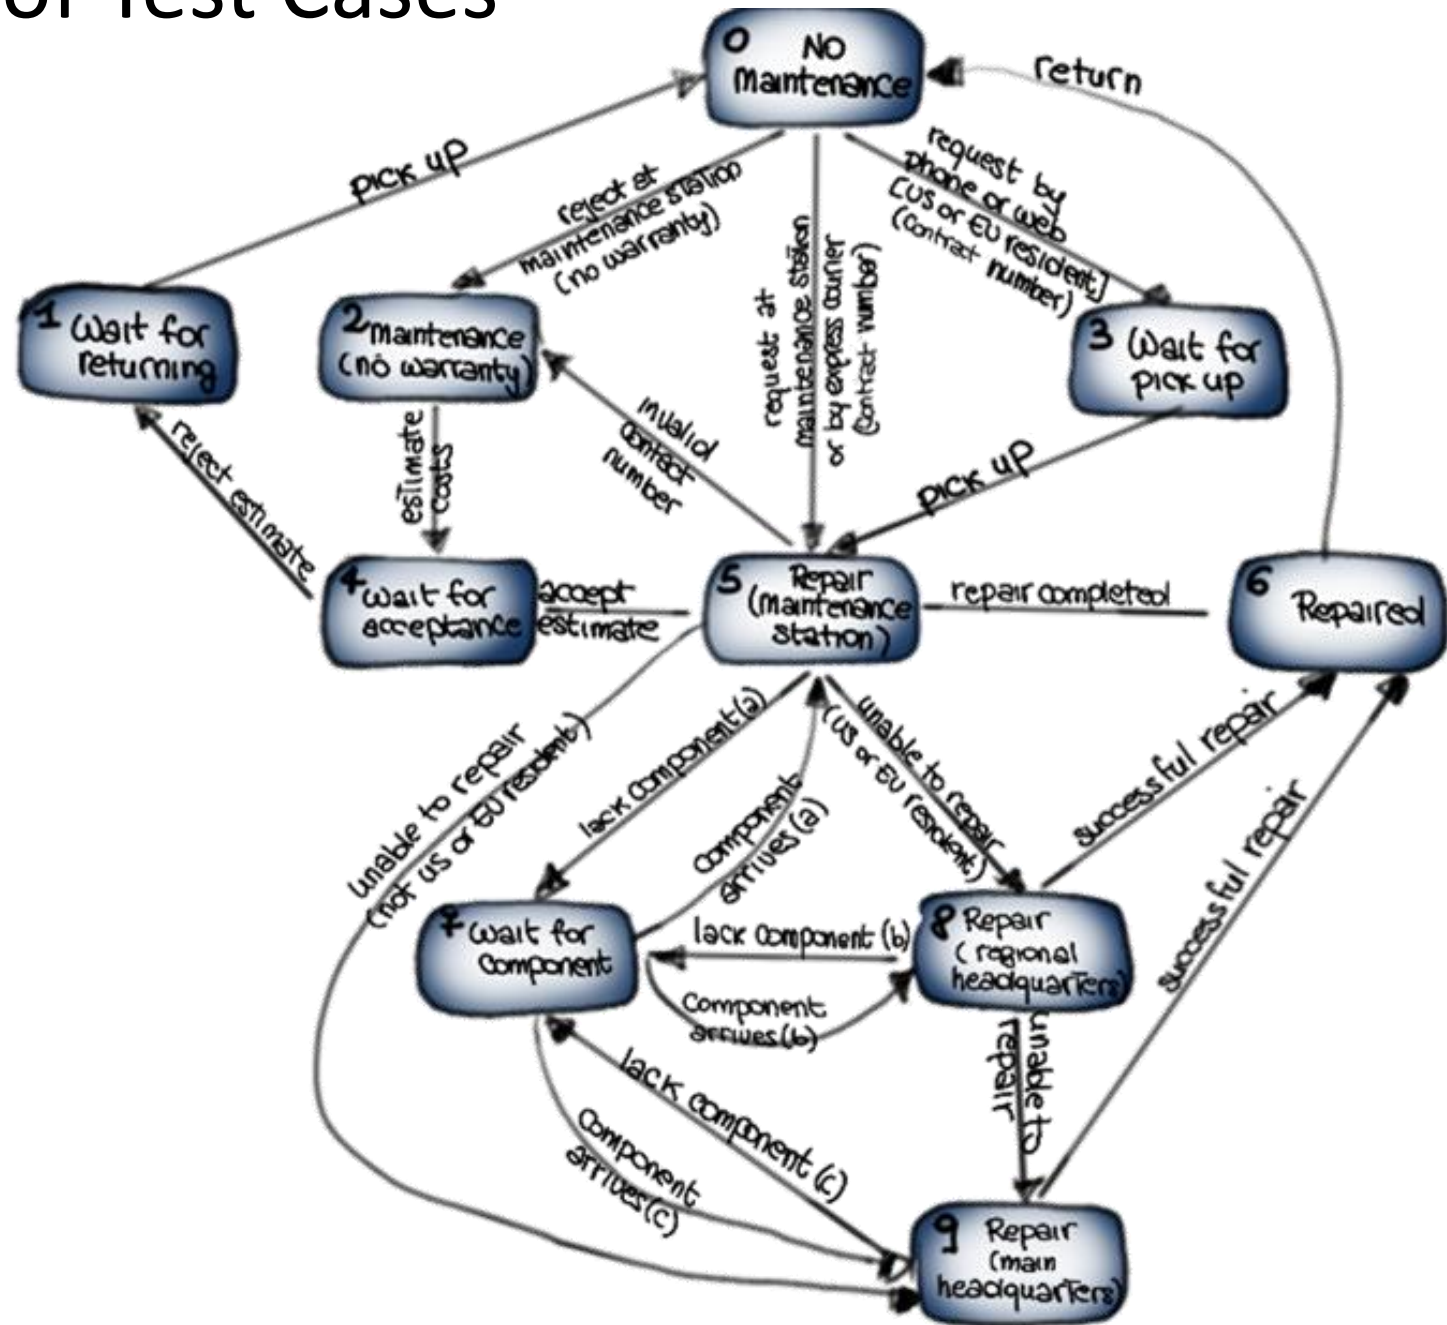 or Test Cases
0 NO
maintenance
return
pick up
reject at
maintenance station
(no warranty)
request at
maintenance station
or by express courier
(contract number)
request by
phone or web
[US or EU resident]
(contract number)
1 wait for
returning
2 maintenance
(no warranty)
3 Wait for
pick up
reject estimate
estimate
costs
invalid
contact
number
pick up
4 wait for
acceptance
accept
estimate
5 Repair
(maintenance
station)
repair completed
6 Repaired
unable to repair
(not us or EU resident)
lack component (a)
component
arrives (a)
unable to repair
(US or EU resident)
successful repair
successful repair
7 wait for
component
lack component (b)
component
arrives (b)
8 Repair
(regional
headquarters)
unable to
repair
lack component (c)
component
arrives (c)
9 Repair
(main
headquarters)